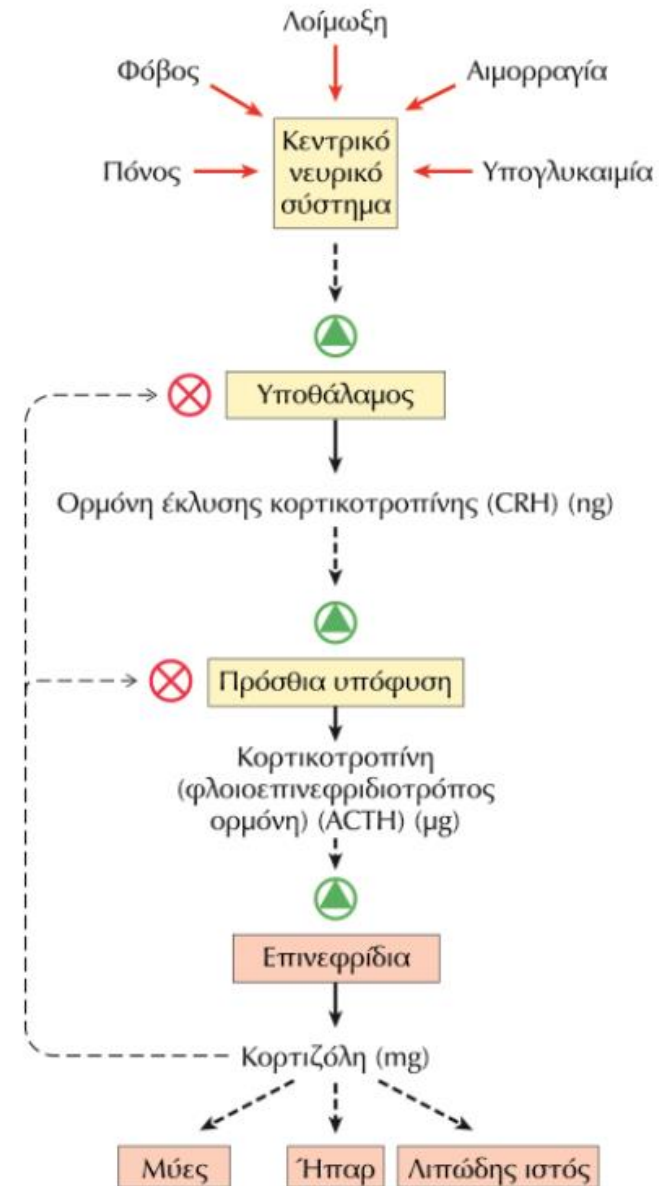 Λοίμωξη
Φόβος
Αιμορραγία
Πόνος
Κεντρικό
νευρικό
σύστημα
Υπογλυκαιμία
Υποθάλαμος
Ορμόνη έκλυσης κορτικοτροπίνης (CRH) (ng)
Πρόσθια υπόφυση
Κορτικοτροπίνη
(φλοιοεπινεφριδιοτρόπος
ορμόνη) (ACTH) (μg)
Επινεφρίδια
Κορτιζόλη (mg)
Μύες
Ήπαρ
Λιπώδης ιστός